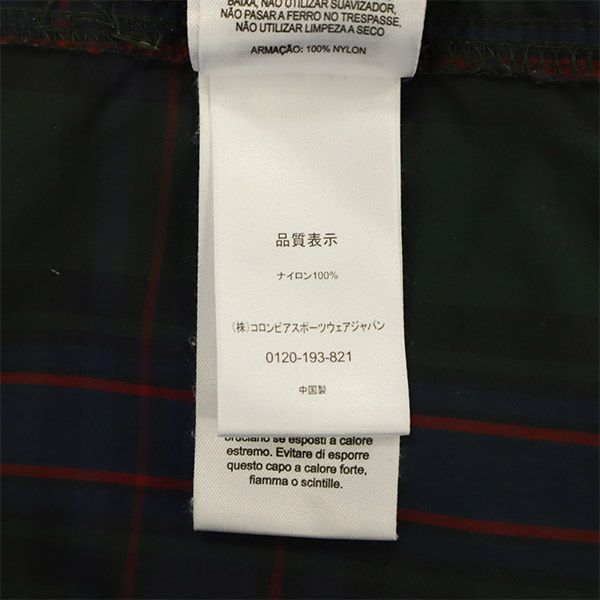 BAIXA, NÃO UTILIZAR SUAVIZADOR,
NÃO PASSAR A FERRO NO TRESPASSE,
NÃO UTILIZAR LIMPEZA A SECO
ARMAÇÃO: 100% NYLON
品質表示
ナイロン100%
(株)コロンビアスポーツウェアジャパン
0120-193-821
中国製
bruciano se esposti a calore
estremo. Evitare di esporre
questo capo a calore forte,
fiamma o scintille.